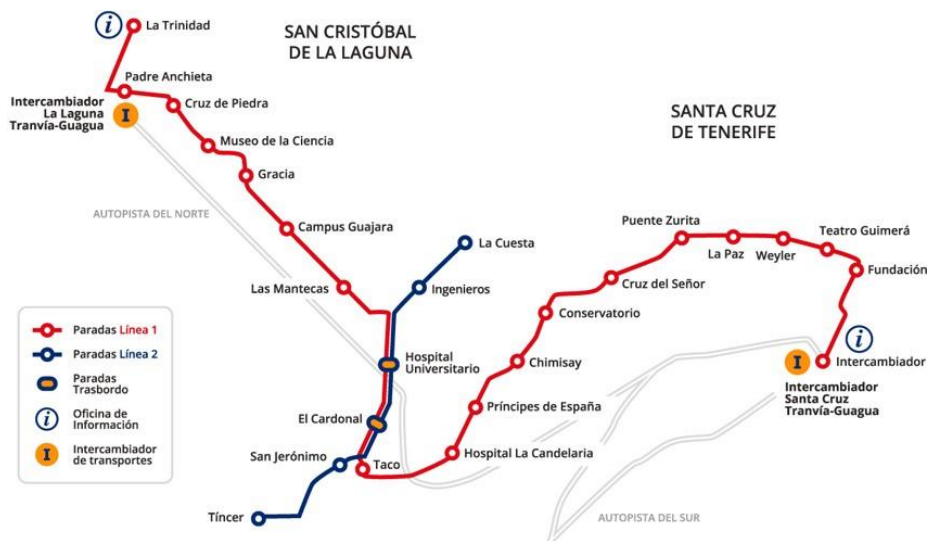 La Trinidad
SAN CRISTÓBAL
DE LA LAGUNA
Padre Anchieta
Intercambiador
La Laguna
Tranvía-Guagua
I
Cruz de Piedra
Museo de la Ciencia
Gracia
AUTOPISTA DEL NORTE
Campus Guajara
Las Mantecas
La Cuesta
Ingenieros
Hospital
Universitario
El Cardonal
San Jerónimo
Taco
Tíncer
SANTA CRUZ
DE TENERIFE
Puente Zurita
La Paz
Weyler
Teatro Guimerá
Fundación
Cruz del Señor
Conservatorio
Chimisay
Príncipes de España
Hospital La Candelaria
i
Intercambiador
I
Intercambiador
Santa Cruz
Tranvía-Guagua
AUTOPISTA DEL SUR
Paradas Línea 1
Paradas Línea 2
Paradas
Trasbordo
i
Oficina de
Información
I
Intercambiador
de transportes
i